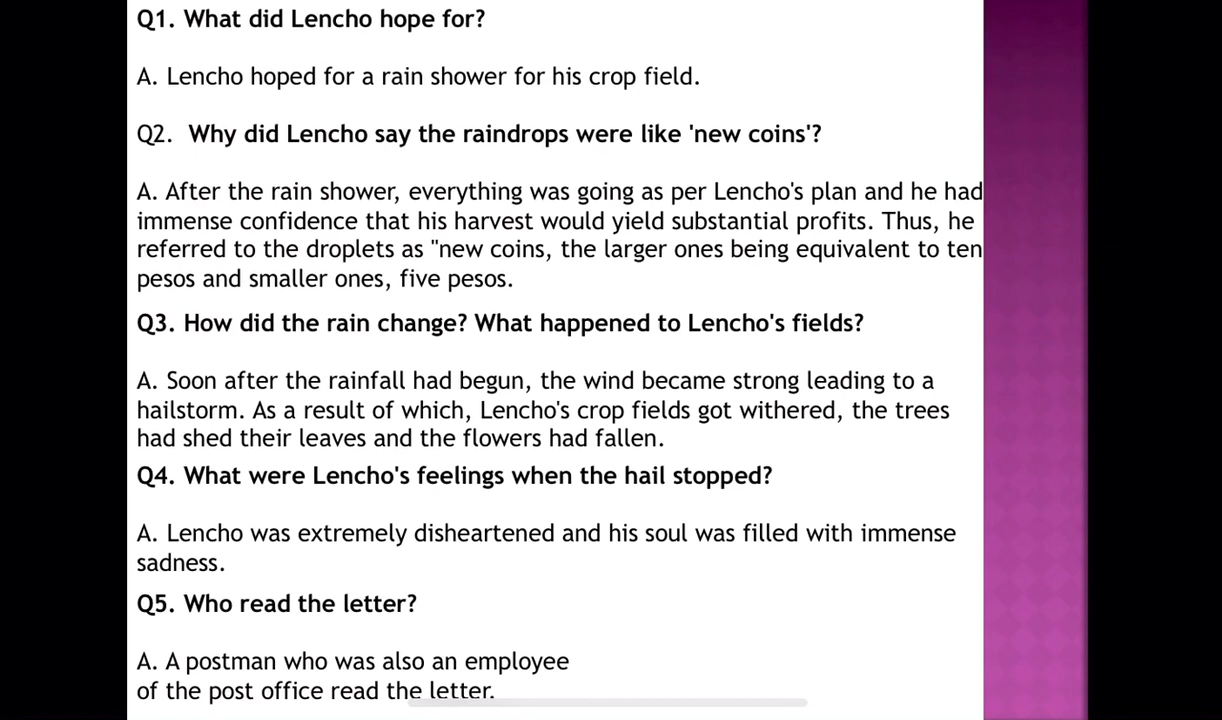 Q1. What did Lencho hope for?
A. Lencho hoped for a rain shower for his crop field.
Q2. Why did Lencho say the raindrops were like 'new coins'?
A. After the rain shower, everything was going as per Lencho's plan and he had
immense confidence that his harvest would yield substantial profits. Thus, he
referred to the droplets as "new coins, the larger ones being equivalent to ten
pesos and smaller ones, five pesos.
Q3. How did the rain change? What happened to Lencho's fields?
A. Soon after the rainfall had begun, the wind became strong leading to a
hailstorm. As a result of which, Lencho's crop fields got withered, the trees
had shed their leaves and the flowers had fallen.
Q4. What were Lencho's feelings when the hail stopped?
A. Lencho was extremely disheartened and his soul was filled with immense
sadness.
Q5. Who read the letter?
A. A postman who was also an employee
of the post office read the letter.